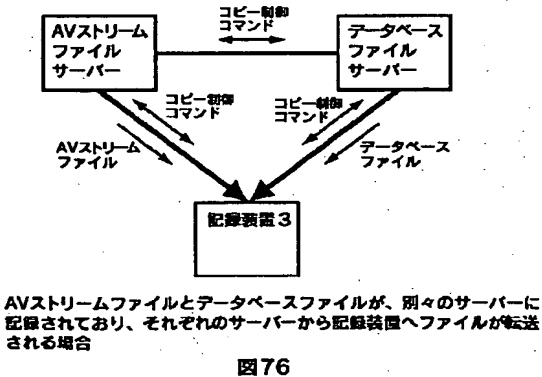 コピー制御
コマンド
AVストリーム
ファイル
サーバー
データベース
ファイル
サーバー
コピー制御
コマンド
コピー制御
コマンド
AVストリーム
ファイル
データベース
ファイル
記録装置3
AVストリームファイルとデータベースファイルが、別々のサーバーに
記録されており、それぞれのサーバーから記録装置へファイルが転送
される場合
図76